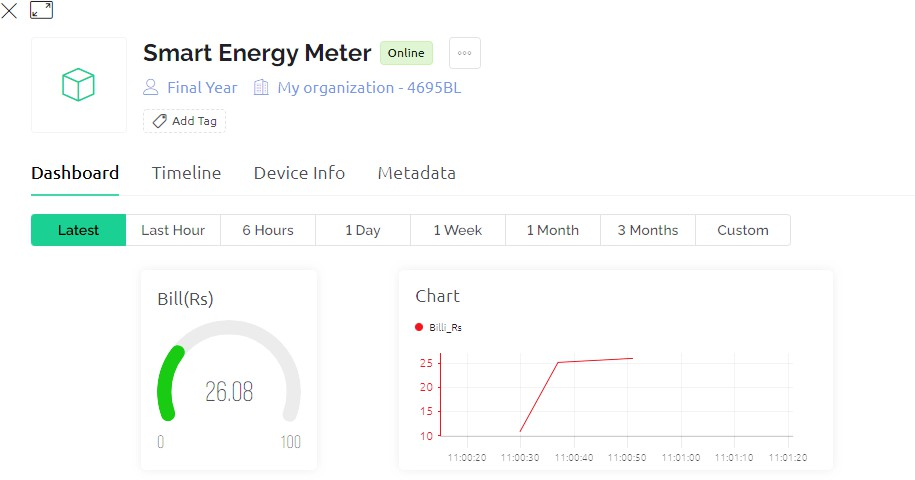 Smart Energy Meter Online
Final Year My organization - 4695BL
Add Tag
Dashboard Timeline Device Info Metadata
Latest Last Hour 6 Hours 1 Day 1 Week 1 Month 3 Months Custom
Bill(Rs)
26.08
0 100
Chart
Billi_Rs
25
20
15
10
11:00:20 11:00:30 11:00:40 11:00:50 11:01:00 11:01:10 11:01:20